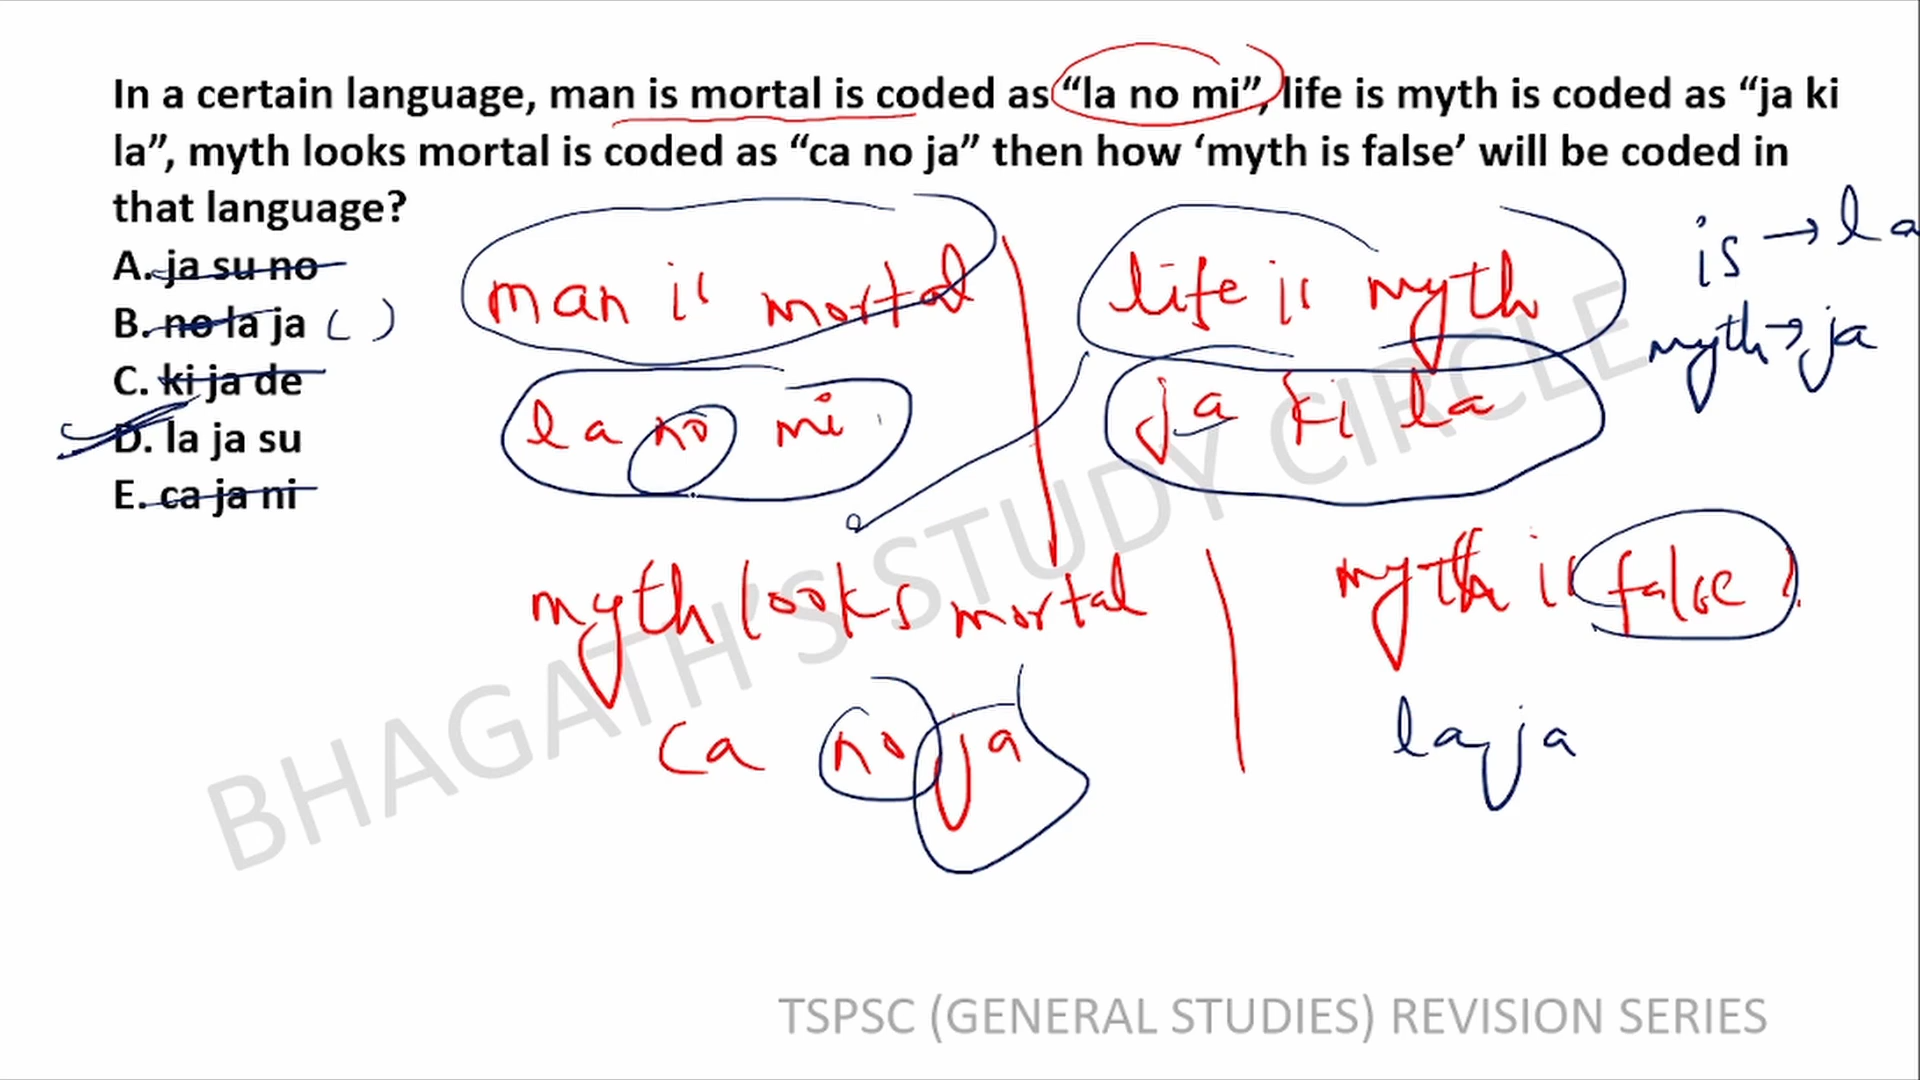 In a certain language, man is mortal is coded as “la no mi”, life is myth is coded as “ja ki
la”, myth looks mortal is coded as “ca no ja” then how ‘myth is false’ will be coded in
that language?
A. ja su no
B. no la ja ( )
C. ki ja de
D. la ja su
E. ca ja ni
man is mortal
life is myth
is → la
myth → ja
la no mi
ja ki la
myth looks mortal
myth is false ?
ca no ja
la ja
BHAGATH'S STUDY CIRCLE
TSPSC (GENERAL STUDIES) REVISION SERIES